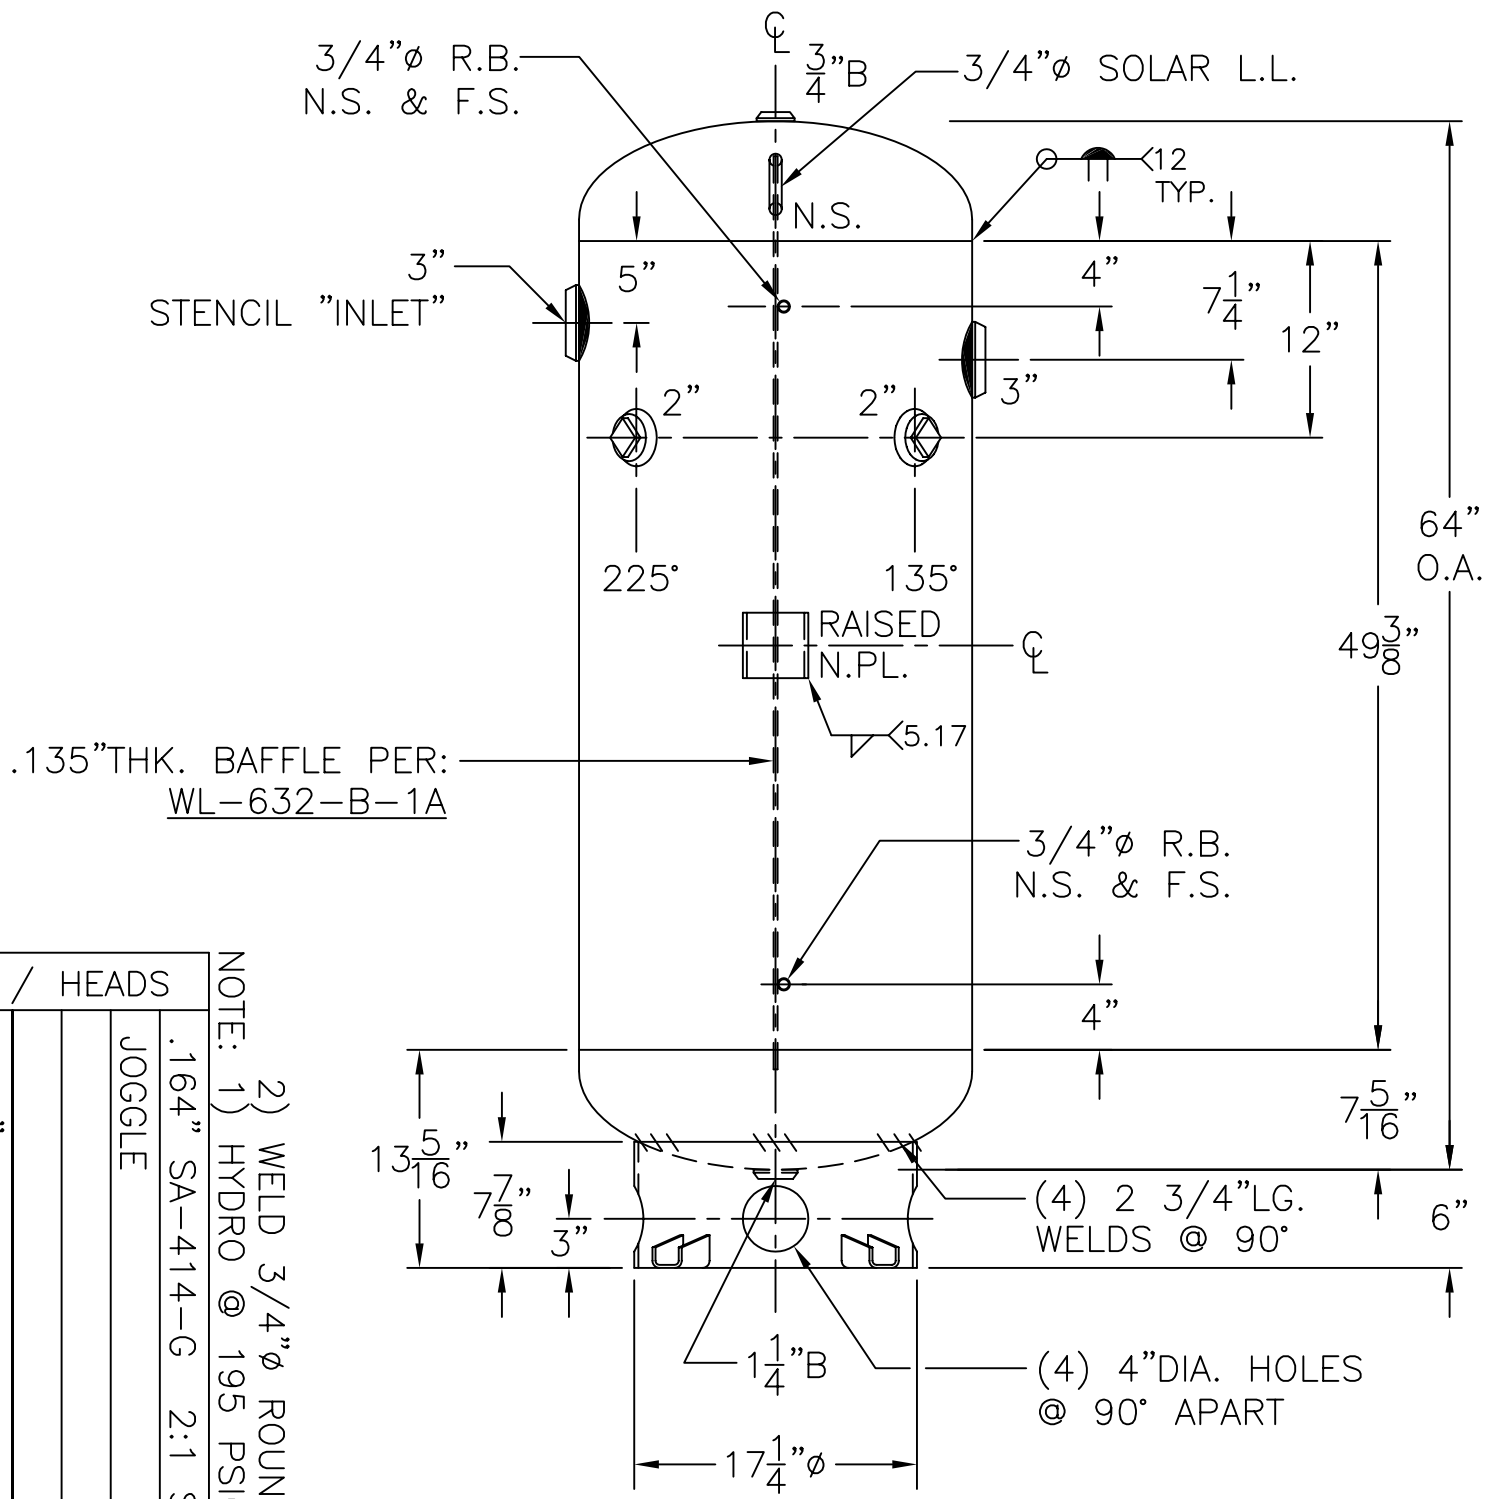 ℄
3/4”ø R.B.
N.S. & F.S.
3/4”B
3/4”ø SOLAR L.L.
12
TYP.
N.S.
3”
STENCIL ”INLET”
5”
4”
7 1/4”
12”
3”
2”
2”
225°
135°
64”
O.A.
RAISED
N.PL.
℄
49 3/8”
5.17
.135”THK. BAFFLE PER:
WL-632-B-1A
3/4”ø R.B.
N.S. & F.S.
4”
7 5/16”
13 5/16”
7 7/8”
3”
(4) 2 3/4”LG.
WELDS @ 90°
6”
1 1/4”B
(4) 4”DIA. HOLES
@ 90° APART
17 1/4”ø
2) WELD 3/4”ø ROUN
NOTE: 1) HYDRO @ 195 PSI
/ HEADS
.164” SA-414-G 2:1
JOGGLE